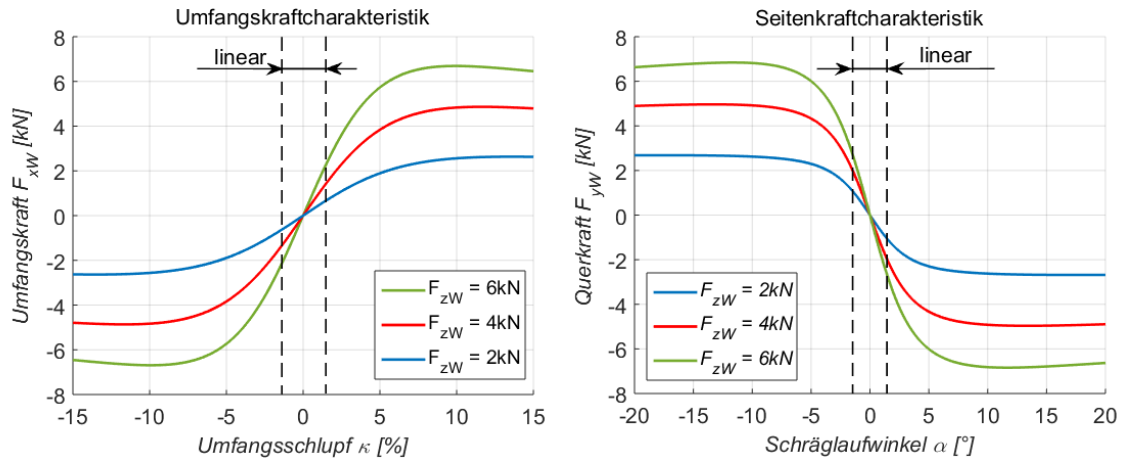 Umfangskraftcharakteristik
linear
Umfangskraft F_xW [kN]
8
6
4
2
0
-2
-4
-6
-8
F_zW = 6kN
F_zW = 4kN
F_zW = 2kN
-15
-10
-5
0
5
10
15
Umfangsschlupf κ [%]
Seitenkraftcharakteristik
linear
Querkraft F_yW [kN]
8
6
4
2
0
-2
-4
-6
-8
F_zW = 2kN
F_zW = 4kN
F_zW = 6kN
-20
-15
-10
-5
0
5
10
15
20
Schräglaufwinkel α [°]